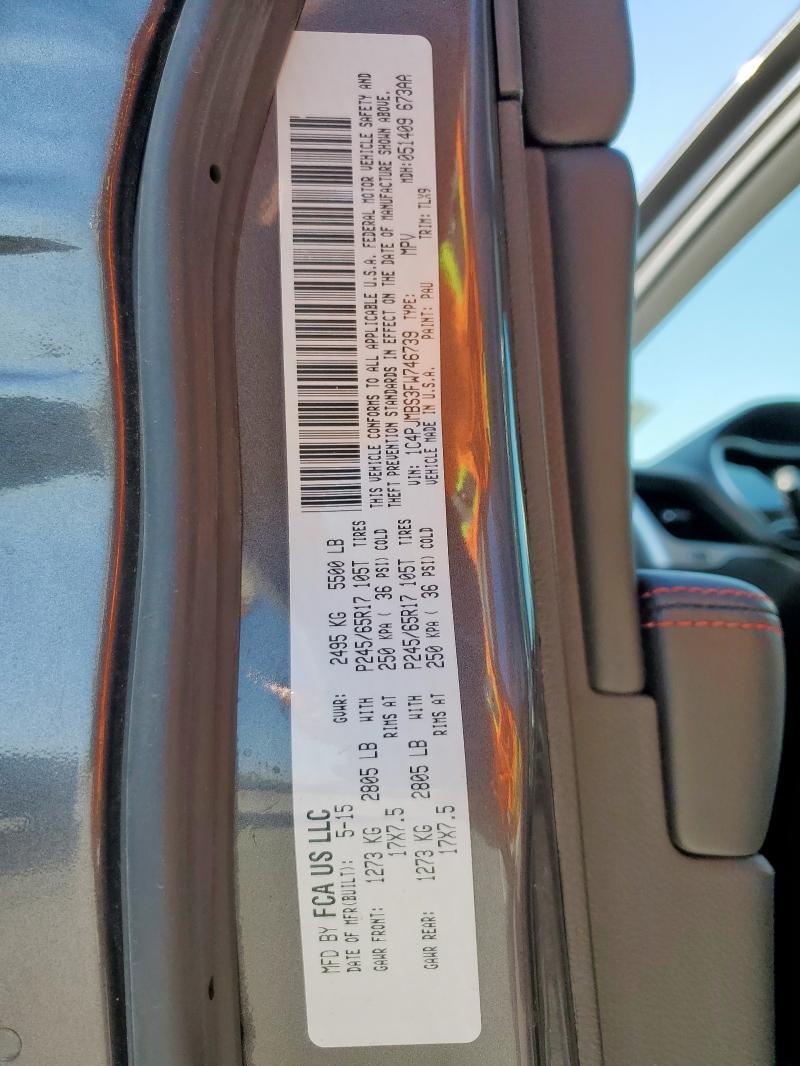 MFD BY FCA US LLC
DATE OF MFR(BUILT): 5-15
GVWR: 2495 KG 5500 LB
GAWR FRONT: 1273 KG 2805 LB WITH P245/65R17 105T TIRES
17X7.5 RIMS AT 250 KPA ( 36 PSI) COLD
GAWR REAR: 1273 KG 2805 LB WITH P245/65R17 105T TIRES
17X7.5 RIMS AT 250 KPA ( 36 PSI) COLD
THIS VEHICLE CONFORMS TO ALL APPLICABLE U.S.A. FEDERAL MOTOR VEHICLE SAFETY AND
THEFT PREVENTION STANDARDS IN EFFECT ON THE DATE OF MANUFACTURE SHOWN ABOVE.
VIN: 1C4PJMBS3FW746739 TYPE: MPV MDH:051409 673AA
VEHICLE MADE IN U.S.A. PAINT: PAU TRIM: TLX9